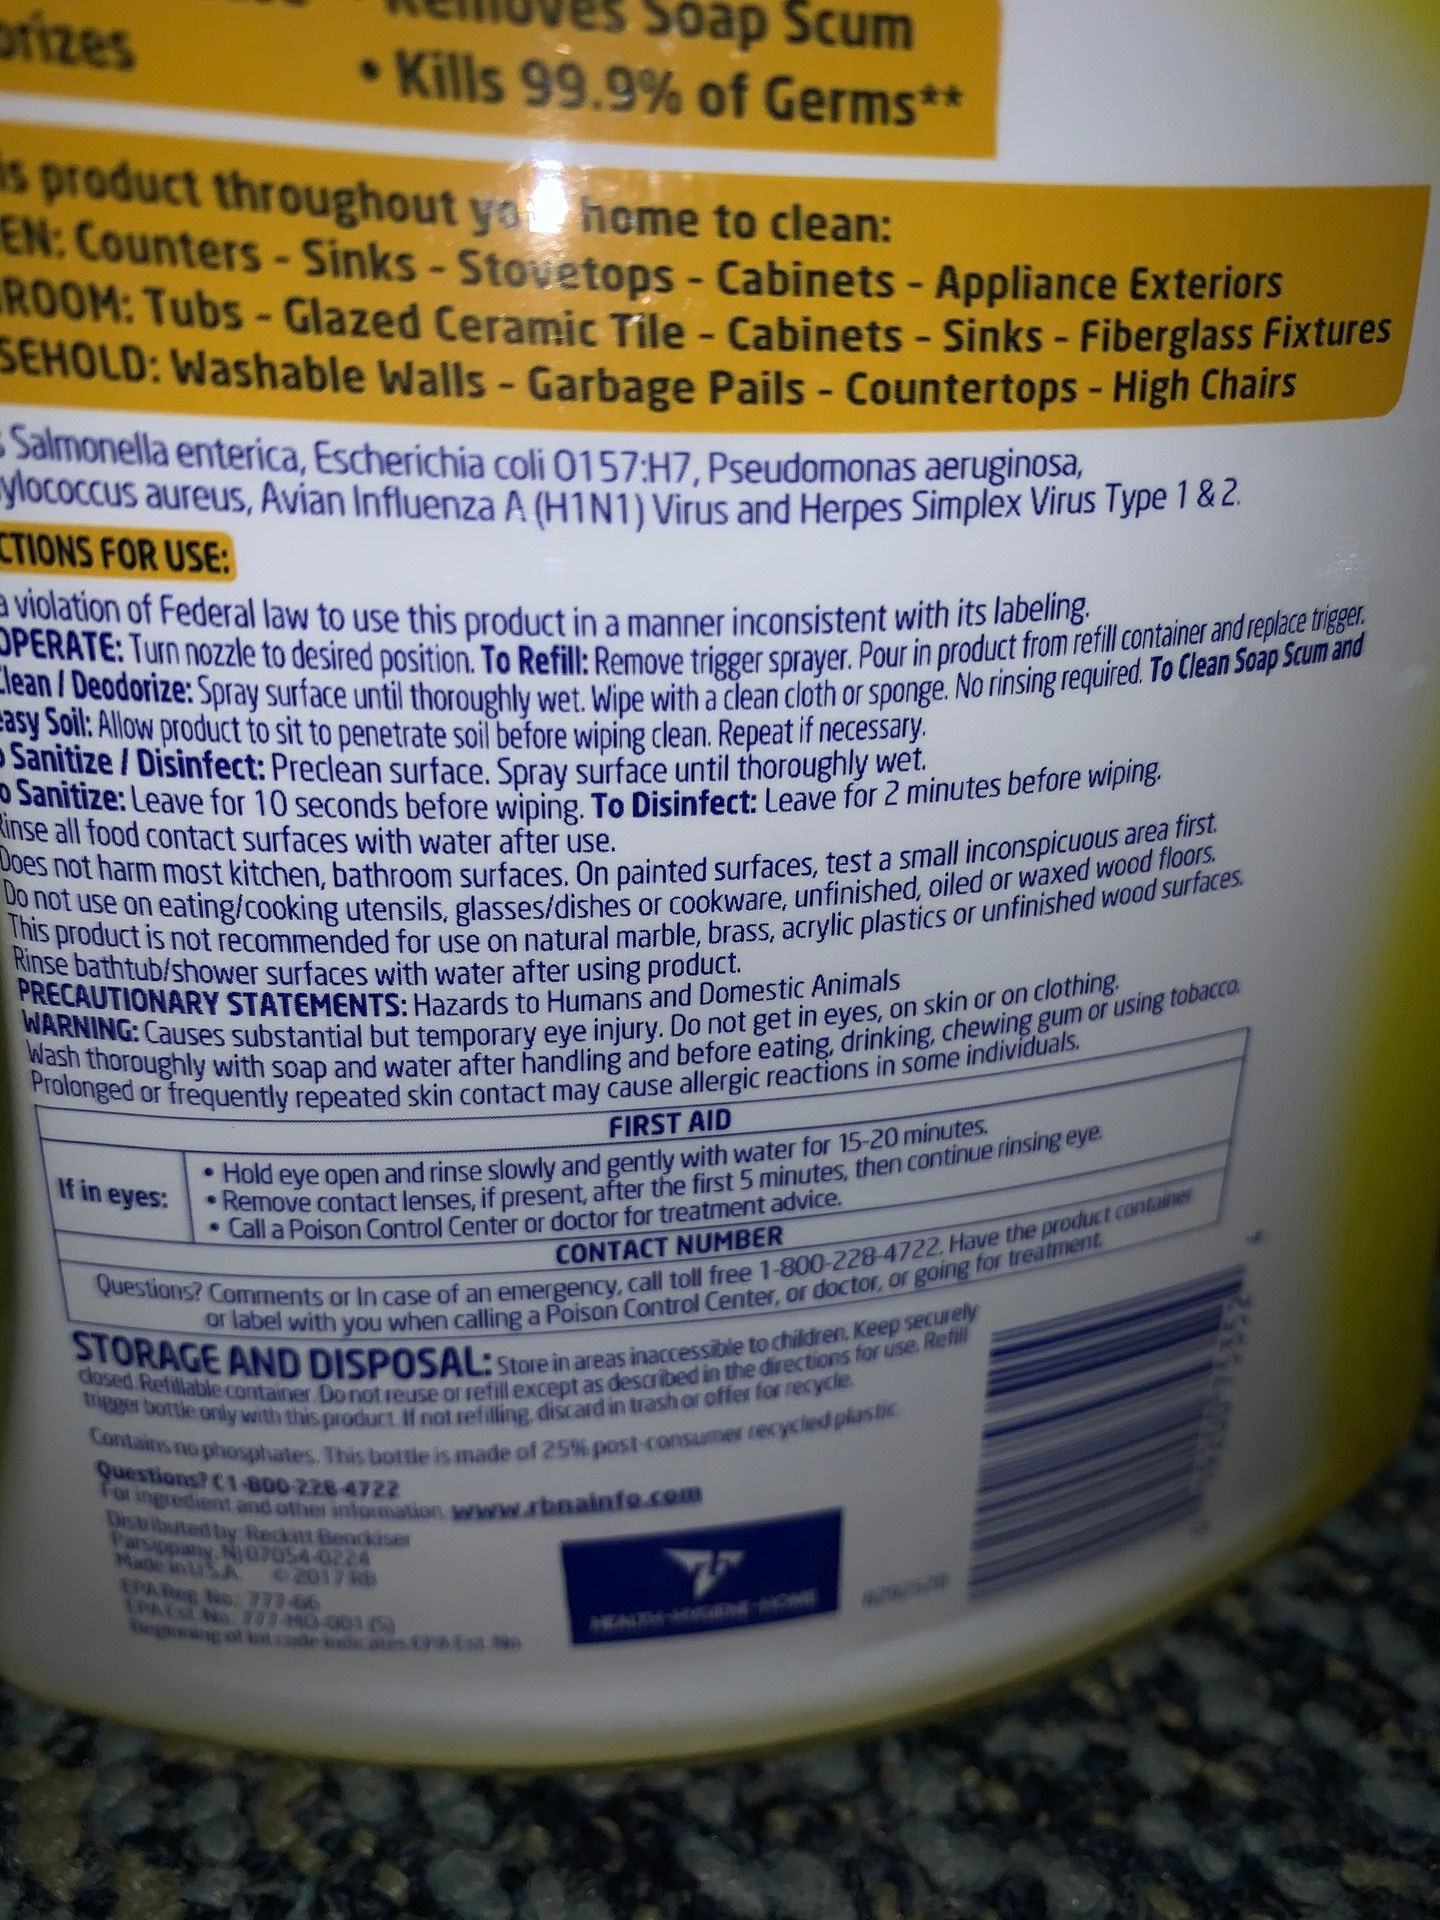 Removes Soap Scum
orizes
• Kills 99.9% of Germs**
is product throughout your home to clean:
EN: Counters - Sinks - Stovetops - Cabinets - Appliance Exteriors
ROOM: Tubs - Glazed Ceramic Tile - Cabinets - Sinks - Fiberglass Fixtures
SEHOLD: Washable Walls - Garbage Pails - Countertops - High Chairs
s Salmonella enterica, Escherichia coli O157:H7, Pseudomonas aeruginosa,
ylococcus aureus, Avian Influenza A (H1N1) Virus and Herpes Simplex Virus Type 1 & 2.
CTIONS FOR USE:
a violation of Federal law to use this product in a manner inconsistent with its labeling.
OPERATE: Turn nozzle to desired position. To Refill: Remove trigger sprayer. Pour in product from refill container and replace trigger.
Clean / Deodorize: Spray surface until thoroughly wet. Wipe with a clean cloth or sponge. No rinsing required. To Clean Soap Scum and
easy Soil: Allow product to sit to penetrate soil before wiping clean. Repeat if necessary.
o Sanitize / Disinfect: Preclean surface. Spray surface until thoroughly wet.
o Sanitize: Leave for 10 seconds before wiping. To Disinfect: Leave for 2 minutes before wiping.
Rinse all food contact surfaces with water after use.
Does not harm most kitchen, bathroom surfaces. On painted surfaces, test a small inconspicuous area first.
Do not use on eating/cooking utensils, glasses/dishes or cookware, unfinished, oiled or waxed wood floors.
This product is not recommended for use on natural marble, brass, acrylic plastics or unfinished wood surfaces.
Rinse bathtub/shower surfaces with water after using product.
PRECAUTIONARY STATEMENTS: Hazards to Humans and Domestic Animals
WARNING: Causes substantial but temporary eye injury. Do not get in eyes, on skin or on clothing.
Wash thoroughly with soap and water after handling and before eating, drinking, chewing gum or using tobacco.
Prolonged or frequently repeated skin contact may cause allergic reactions in some individuals.
FIRST AID
If in eyes:
• Hold eye open and rinse slowly and gently with water for 15-20 minutes.
• Remove contact lenses, if present, after the first 5 minutes, then continue rinsing eye.
• Call a Poison Control Center or doctor for treatment advice.
CONTACT NUMBER
Questions? Comments or In case of an emergency, call toll free 1-800-228-4722. Have the product container
or label with you when calling a Poison Control Center, or doctor, or going for treatment.
STORAGE AND DISPOSAL: Store in areas inaccessible to children. Keep securely
closed. Refillable container. Do not reuse or refill except as described in the directions for use. Refill
trigger bottle only with this product. If not refilling, discard in trash or offer for recycle.
Contains no phosphates. This bottle is made of 25% post-consumer recycled plastic.
Questions? 1-800-228-4722
For ingredient and other information, www.rbnainfo.com
Distributed by: Reckitt Benckiser
Parsippany, NJ 07054-0224
Made in U.S.A. © 2017 RB
EPA Reg. No.: 777-66
EPA Est. No. 777-MO-001 (S)
Beginning of lot code indicates EPA Est. No.
HEALTH • HYGIENE • HOME